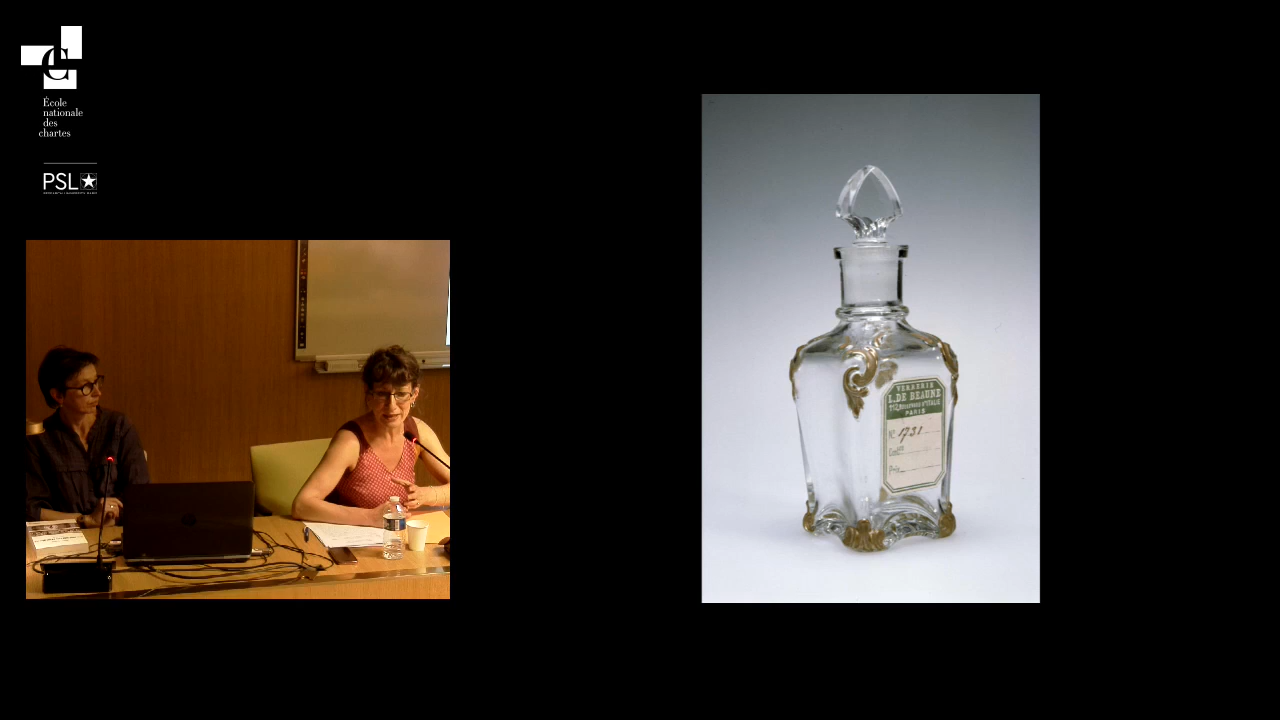 École
nationale
des
chartes
PSL
VERRERIE
L. DE BEAUNE
PARIS
No 1731